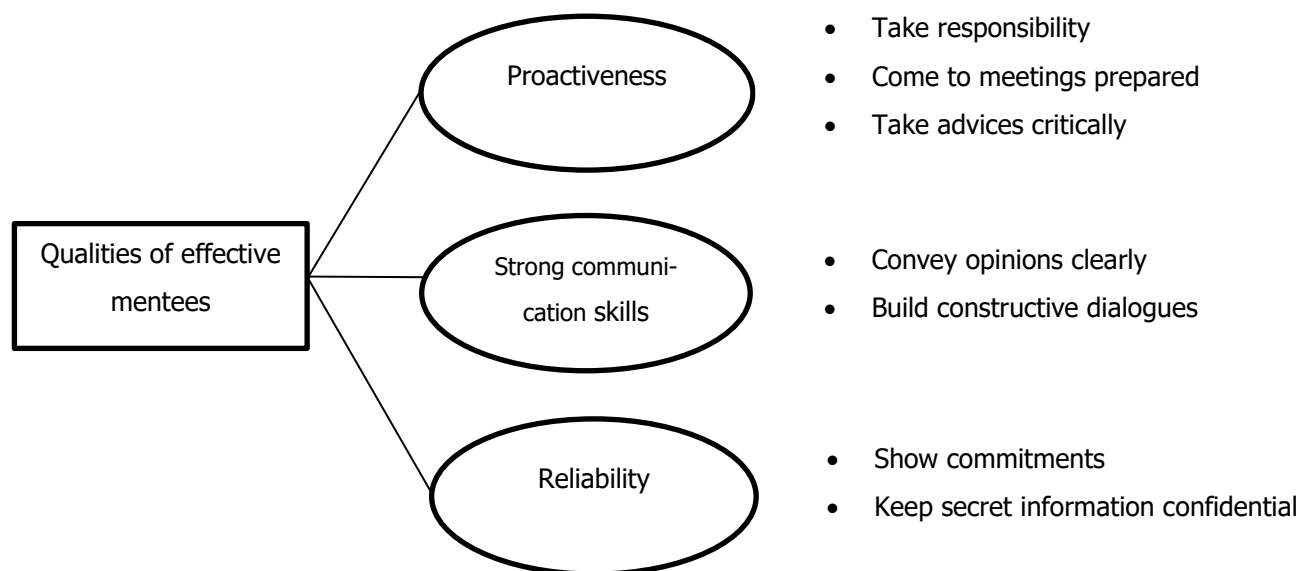 Proactiveness
• Take responsibility
• Come to meetings prepared
• Take advices critically
Qualities of effective
mentees
Strong communi-
cation skills
• Convey opinions clearly
• Build constructive dialogues
Reliability
• Show commitments
• Keep secret information confidential